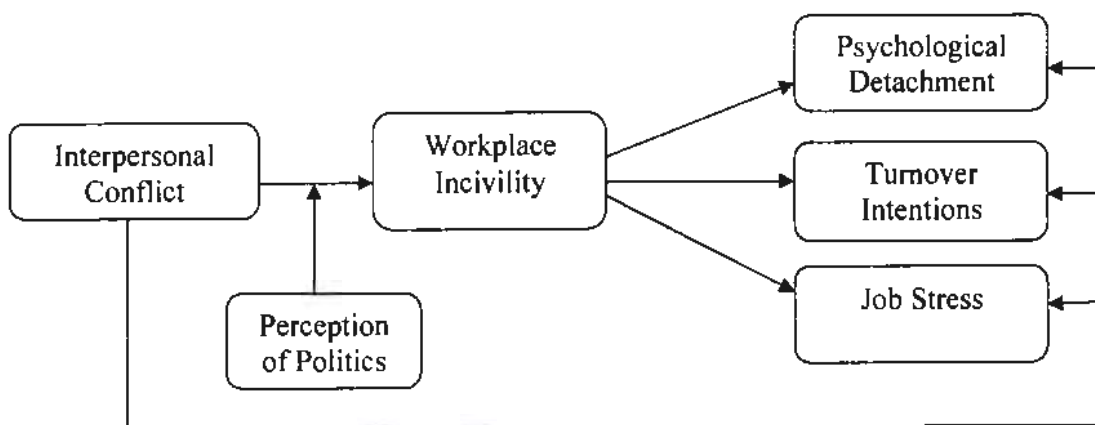 Psychological
Detachment
Interpersonal
Conflict
Workplace
Incivility
Turnover
Intentions
Perception
of Politics
Job Stress